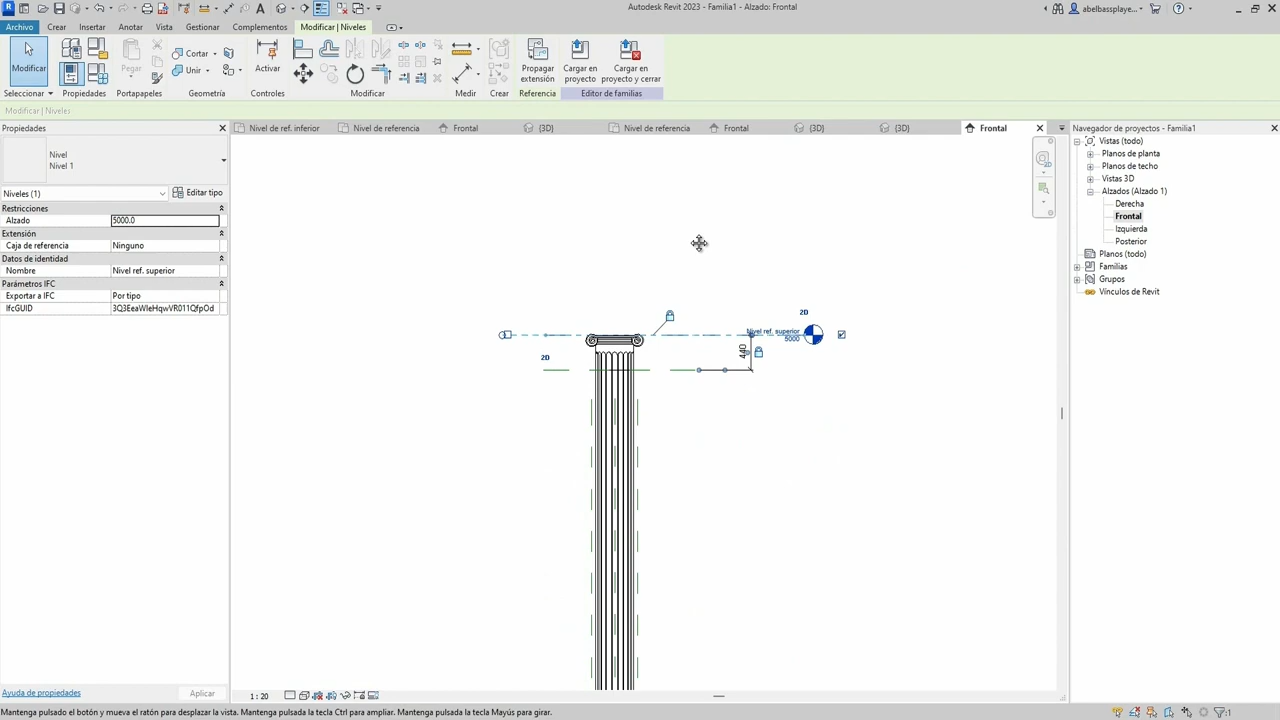 Autodesk Revit 2023 - Familia1 - Alzado: Frontal
abelbassplaye...
Archivo Crear Insertar Anotar Vista Gestionar Complementos Modificar | Niveles
Modificar
Pegar
Cortar
Unir
Activar
Propagar extensión
Cargar en proyecto
Cargar en proyecto y cerrar
Seleccionar Propiedades Portapapeles Geometría Controles Modificar Medir Crear Referencia Editor de familias
Modificar | Niveles
Propiedades
Nivel de ref. inferior Nivel de referencia Frontal {3D} Nivel de referencia Frontal {3D} {3D} Frontal
Navegador de proyectos - Familia1
Nivel
Nivel 1
Niveles (1) Editar tipo
Restricciones
Alzado 5000.0
Extensión
Caja de referencia Ninguno
Datos de identidad
Nombre Nivel ref. superior
Parámetros IFC
Exportar a IFC Por tipo
IfcGUID 3Q3EeaWIeHqwVR011QfpOd
Vistas (todo)
Planos de planta
Planos de techo
Vistas 3D
Alzados (Alzado 1)
Derecha
Frontal
Izquierda
Posterior
Planos (todo)
Familias
Grupos
Vínculos de Revit
2D
Nivel ref. superior
5000
440
2D
Ayuda de propiedades Aplicar
1 : 20
Mantenga pulsado el botón y mueva el ratón para desplazar la vista. Mantenga pulsada la tecla Ctrl para ampliar. Mantenga pulsada la tecla Mayús para girar.
:1